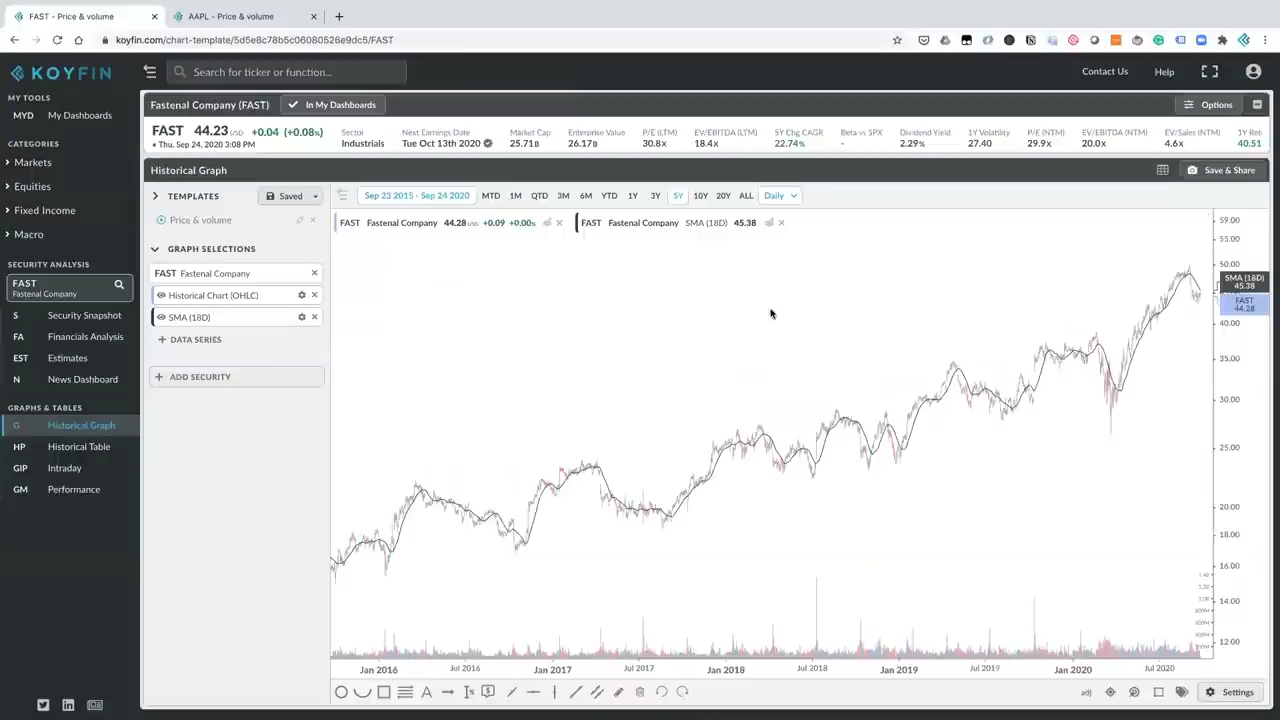 FAST - Price & volume
AAPL - Price & volume
koyfin.com/chart-template/5d5e8c78b5c06080526e9dc5/FAST
KOYFIN
Search for ticker or function...
Contact Us
Help
MY TOOLS
MYD My Dashboards
CATEGORIES
Markets
Equities
Fixed Income
Macro
SECURITY ANALYSIS
FAST
Fastenal Company
S Security Snapshot
FA Financials Analysis
EST Estimates
N News Dashboard
GRAPHS & TABLES
G Historical Graph
HP Historical Table
GIP Intraday
GM Performance
Fastenal Company (FAST)
In My Dashboards
Options
FAST 44.23 USD +0.04 (+0.08%)
Thu. Sep 24, 2020 3:08 PM
Sector
Industrials
Next Earnings Date
Tue Oct 13th 2020
Market Cap
25.71B
Enterprise Value
26.17B
P/E (LTM)
30.8x
EV/EBITDA (LTM)
18.4x
5Y Chg CAGR
22.74%
Beta vs SPX
-
Dividend Yield
2.29%
1Y Volatility
27.40
P/E (NTM)
29.9x
EV/EBITDA (NTM)
20.0x
EV/Sales (NTM)
4.6x
1Y Ret
40.51
Historical Graph
Save & Share
TEMPLATES
Saved
Price & volume
GRAPH SELECTIONS
FAST Fastenal Company
Historical Chart (OHLC)
SMA (18D)
+ DATA SERIES
+ ADD SECURITY
Sep 23 2015 - Sep 24 2020 MTD 1M QTD 3M 6M YTD 1Y 3Y 5Y 10Y 20Y ALL Daily
FAST Fastenal Company 44.28 USD +0.09 +0.00%
FAST Fastenal Company SMA (18D) 45.38
59.00
55.00
50.00
SMA (18D)
45.38
FAST
44.28
40.00
35.00
30.00
25.00
20.00
18.00
16.00
14.00
12.00
Jan 2016 Jul 2016 Jan 2017 Jul 2017 Jan 2018 Jul 2018 Jan 2019 Jul 2019 Jan 2020 Jul 2020
adj
Settings